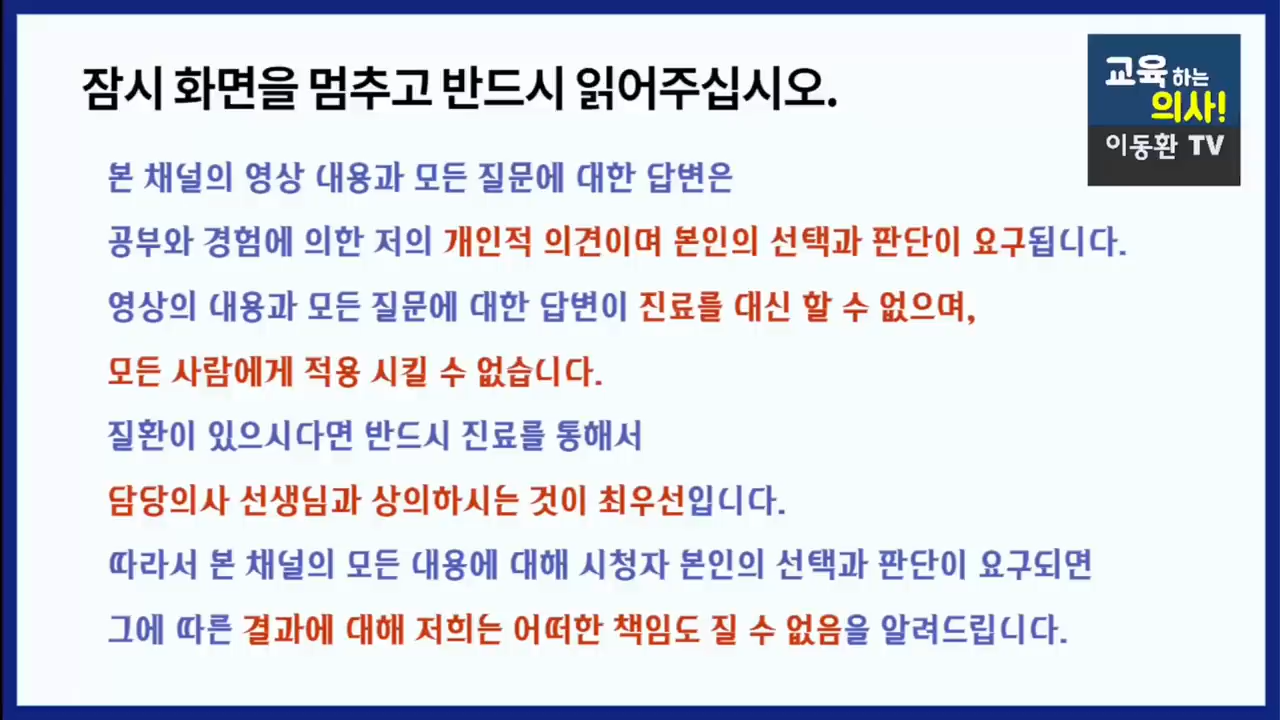 잠시 화면을 멈추고 반드시 읽어주십시오.
교육하는
의사!
이동환 TV
본 채널의 영상 내용과 모든 질문에 대한 답변은
공부와 경험에 의한 저의 개인적 의견이며 본인의 선택과 판단이 요구됩니다.
영상의 내용과 모든 질문에 대한 답변이 진료를 대신 할 수 없으며,
모든 사람에게 적용 시킬 수 없습니다.
질환이 있으시다면 반드시 진료를 통해서
담당의사 선생님과 상의하시는 것이 최우선입니다.
따라서 본 채널의 모든 내용에 대해 시청자 본인의 선택과 판단이 요구되면
그에 따른 결과에 대해 저희는 어떠한 책임도 질 수 없음을 알려드립니다.